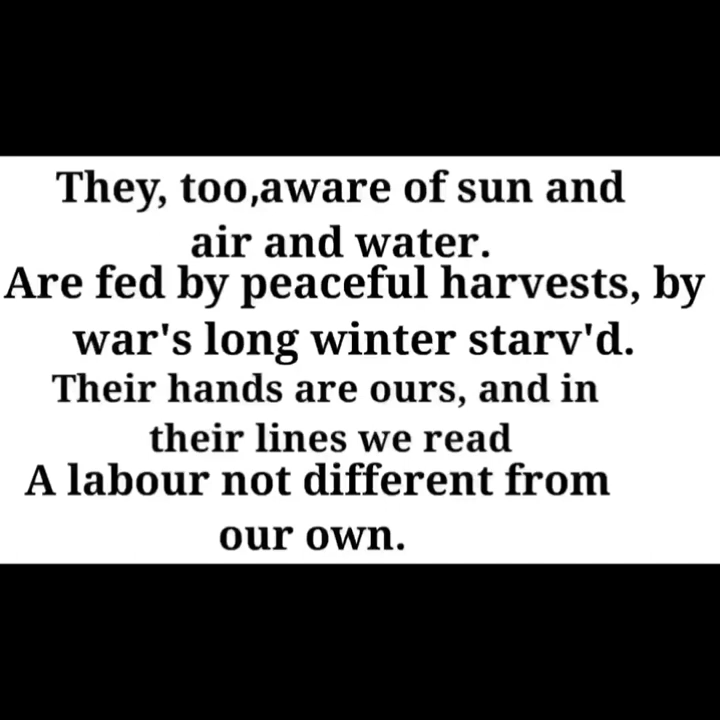 They, too,aware of sun and
air and water.
Are fed by peaceful harvests, by
war's long winter starv'd.
Their hands are ours, and in
their lines we read
A labour not different from
our own.